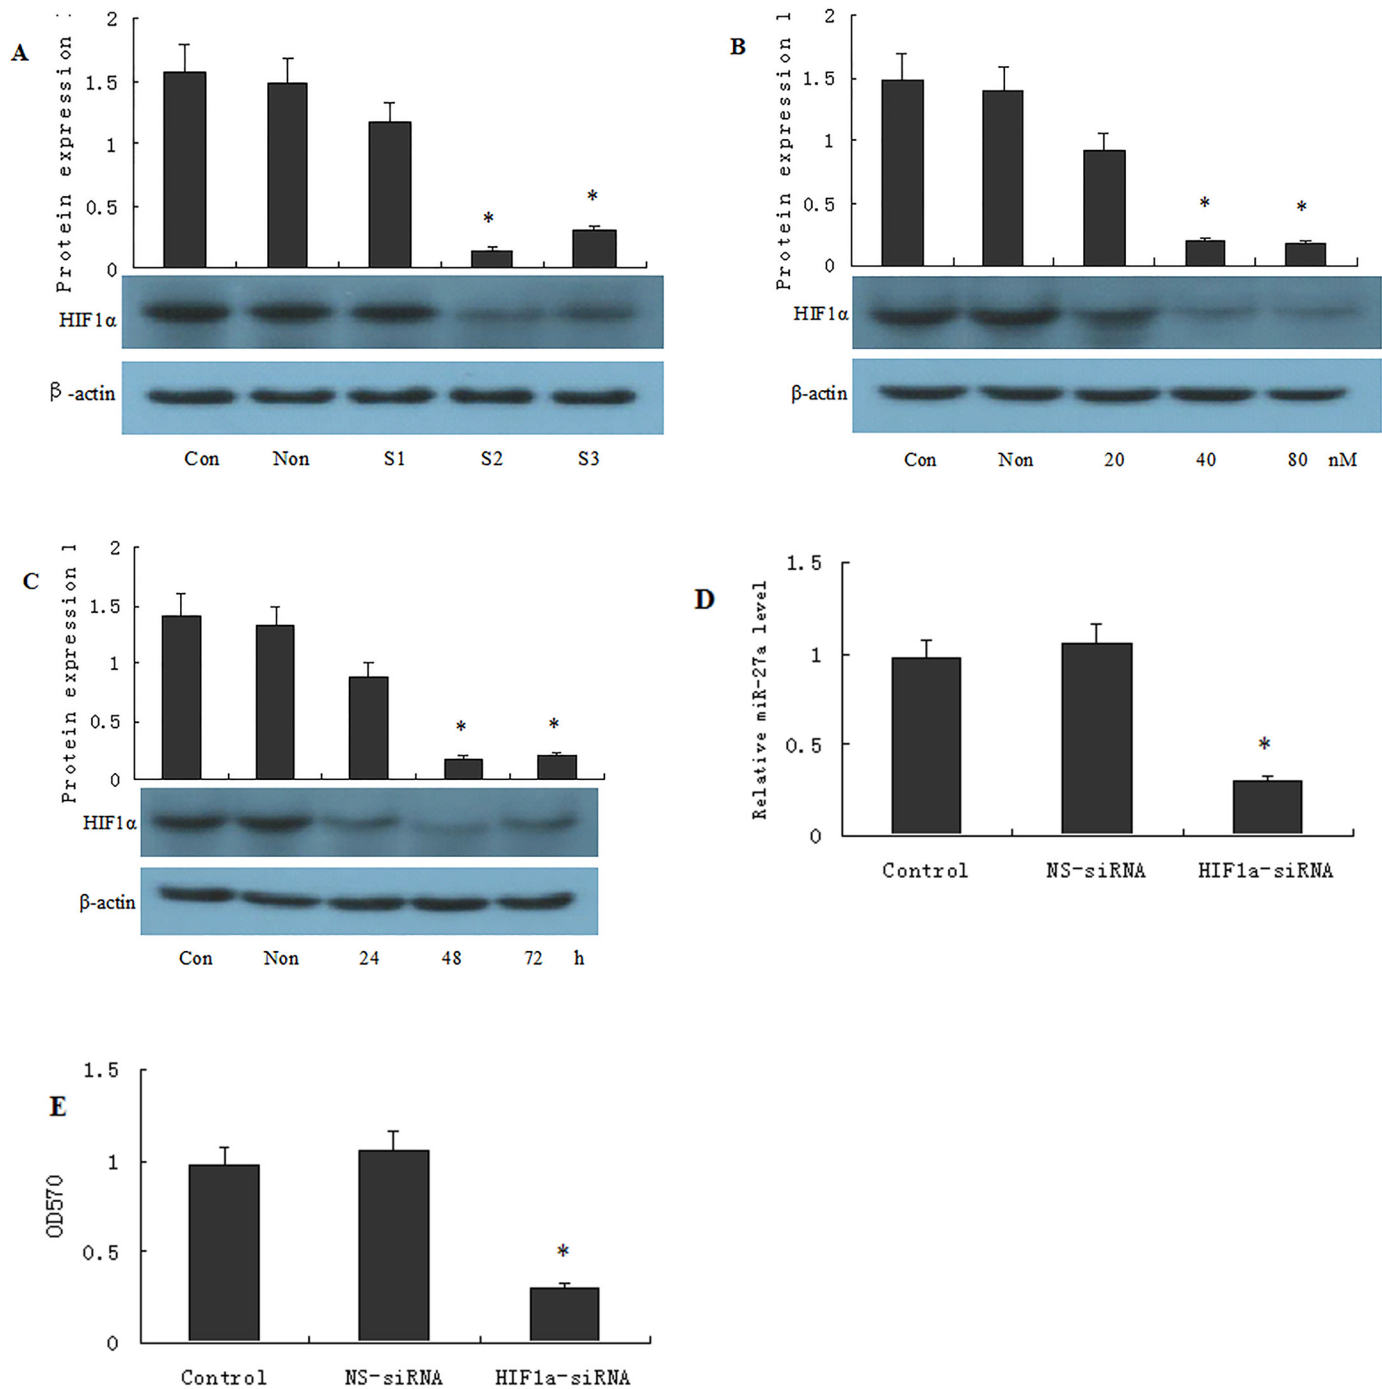 A
Protein expression
2
1.5
1
0.5
0
*
*
HIF1α
β-actin
Con Non S1 S2 S3
B
Protein expression l
2
1.5
1
0.5
0
*
*
HIF1α
β-actin
Con Non 20 40 80 nM
C
Protein expression l
2
1.5
1
0.5
0
*
*
HIF1α
β-actin
Con Non 24 48 72 h
D
Relative miR-27a level
1.5
1
0.5
0
*
Control NS-siRNA HIF1a-siRNA
E
OD570
1.5
1
0.5
0
*
Control NS-siRNA HIF1a-siRNA